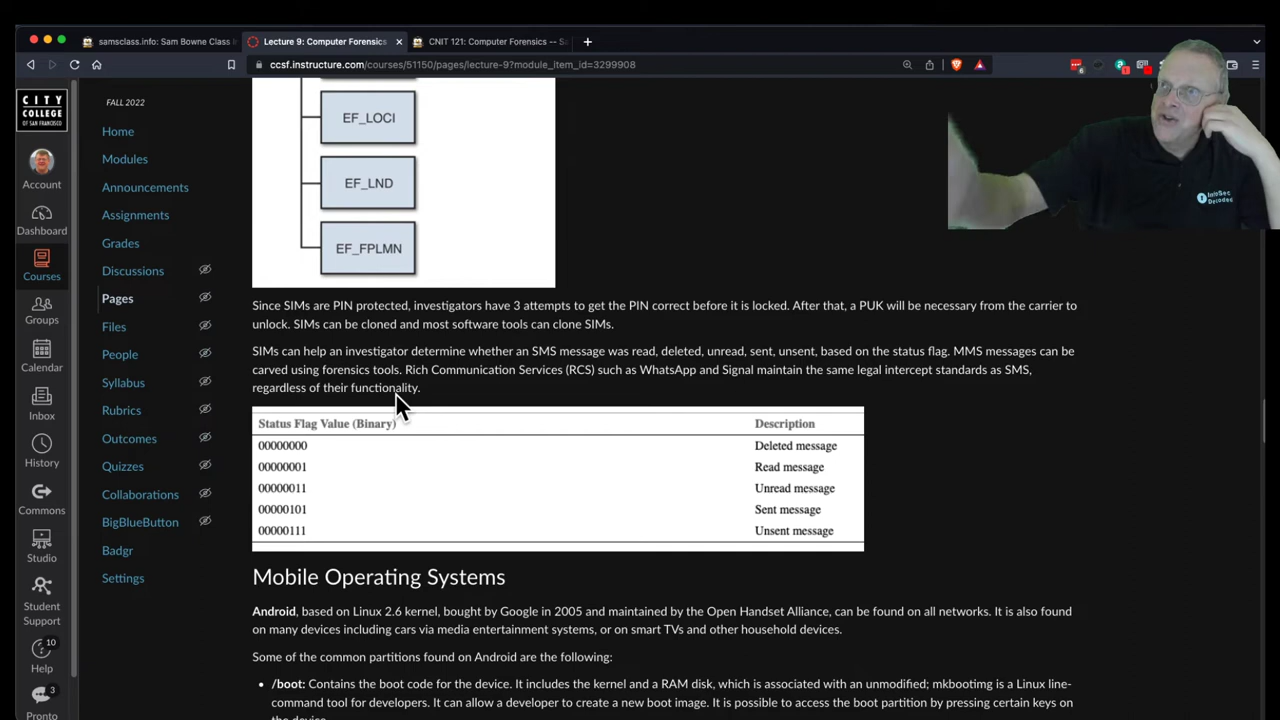 samsclass.info: Sam Bowne Class I
Lecture 9: Computer Forensics
CNIT 121: Computer Forensics -- Sa
ccsf.instructure.com/courses/51150/pages/lecture-9?module_item_id=3299908
CITY
COLLEGE
OF SAN FRANCISCO
Account
Dashboard
Courses
Groups
Calendar
Inbox
History
Commons
Studio
Student
Support
10
Help
3
Pronto
FALL 2022
Home
Modules
Announcements
Assignments
Grades
Discussions
Pages
Files
People
Syllabus
Rubrics
Outcomes
Quizzes
Collaborations
BigBlueButton
Badgr
Settings
EF_LOCI
EF_LND
EF_FPLMN
Since SIMs are PIN protected, investigators have 3 attempts to get the PIN correct before it is locked. After that, a PUK will be necessary from the carrier to
unlock. SIMs can be cloned and most software tools can clone SIMs.
SIMs can help an investigator determine whether an SMS message was read, deleted, unread, sent, unsent, based on the status flag. MMS messages can be
carved using forensics tools. Rich Communication Services (RCS) such as WhatsApp and Signal maintain the same legal intercept standards as SMS,
regardless of their functionality.
Status Flag Value (Binary) Description
00000000 Deleted message
00000001 Read message
00000011 Unread message
00000101 Sent message
00000111 Unsent message
Mobile Operating Systems
Android, based on Linux 2.6 kernel, bought by Google in 2005 and maintained by the Open Handset Alliance, can be found on all networks. It is also found
on many devices including cars via media entertainment systems, or on smart TVs and other household devices.
Some of the common partitions found on Android are the following:
• /boot: Contains the boot code for the device. It includes the kernel and a RAM disk, which is associated with an unmodified; mkbootimg is a Linux line-
command tool for developers. It can allow a developer to create a new boot image. It is possible to access the boot partition by pressing certain keys on
the device.
InfoSec
Decoded